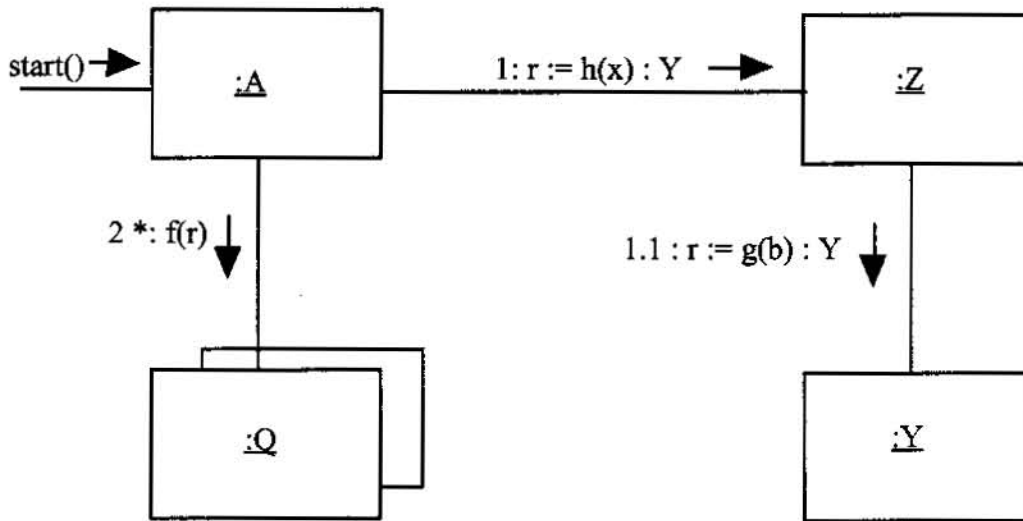 start()
:A
1: r := h(x) : Y
:Z
2 *: f(r)
1.1 : r := g(b) : Y
:Q
:Y